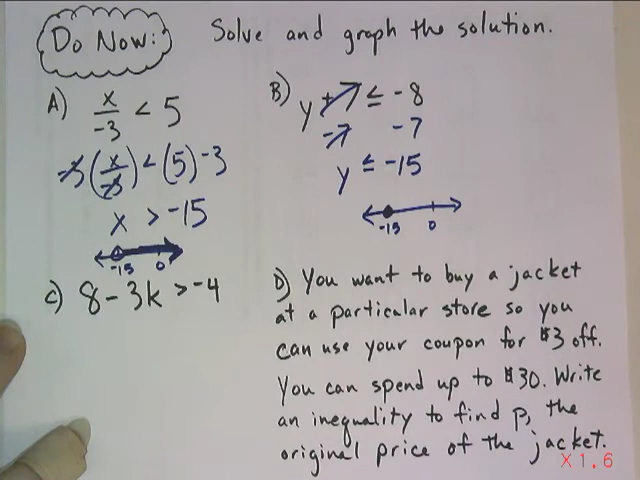 Do Now: Solve and graph the solution.
A) x/-3 < 5
-3(x/-3) < (5)-3
x > -15
-15 0
B) y + 7 ≤ -8
-7 -7
y ≤ -15
-15 0
C) 8 - 3k > -4
D) You want to buy a jacket
at a particular store so you
can use your coupon for $3 off.
You can spend up to $30. Write
an inequality to find p, the
original price of the jacket.
X1.6